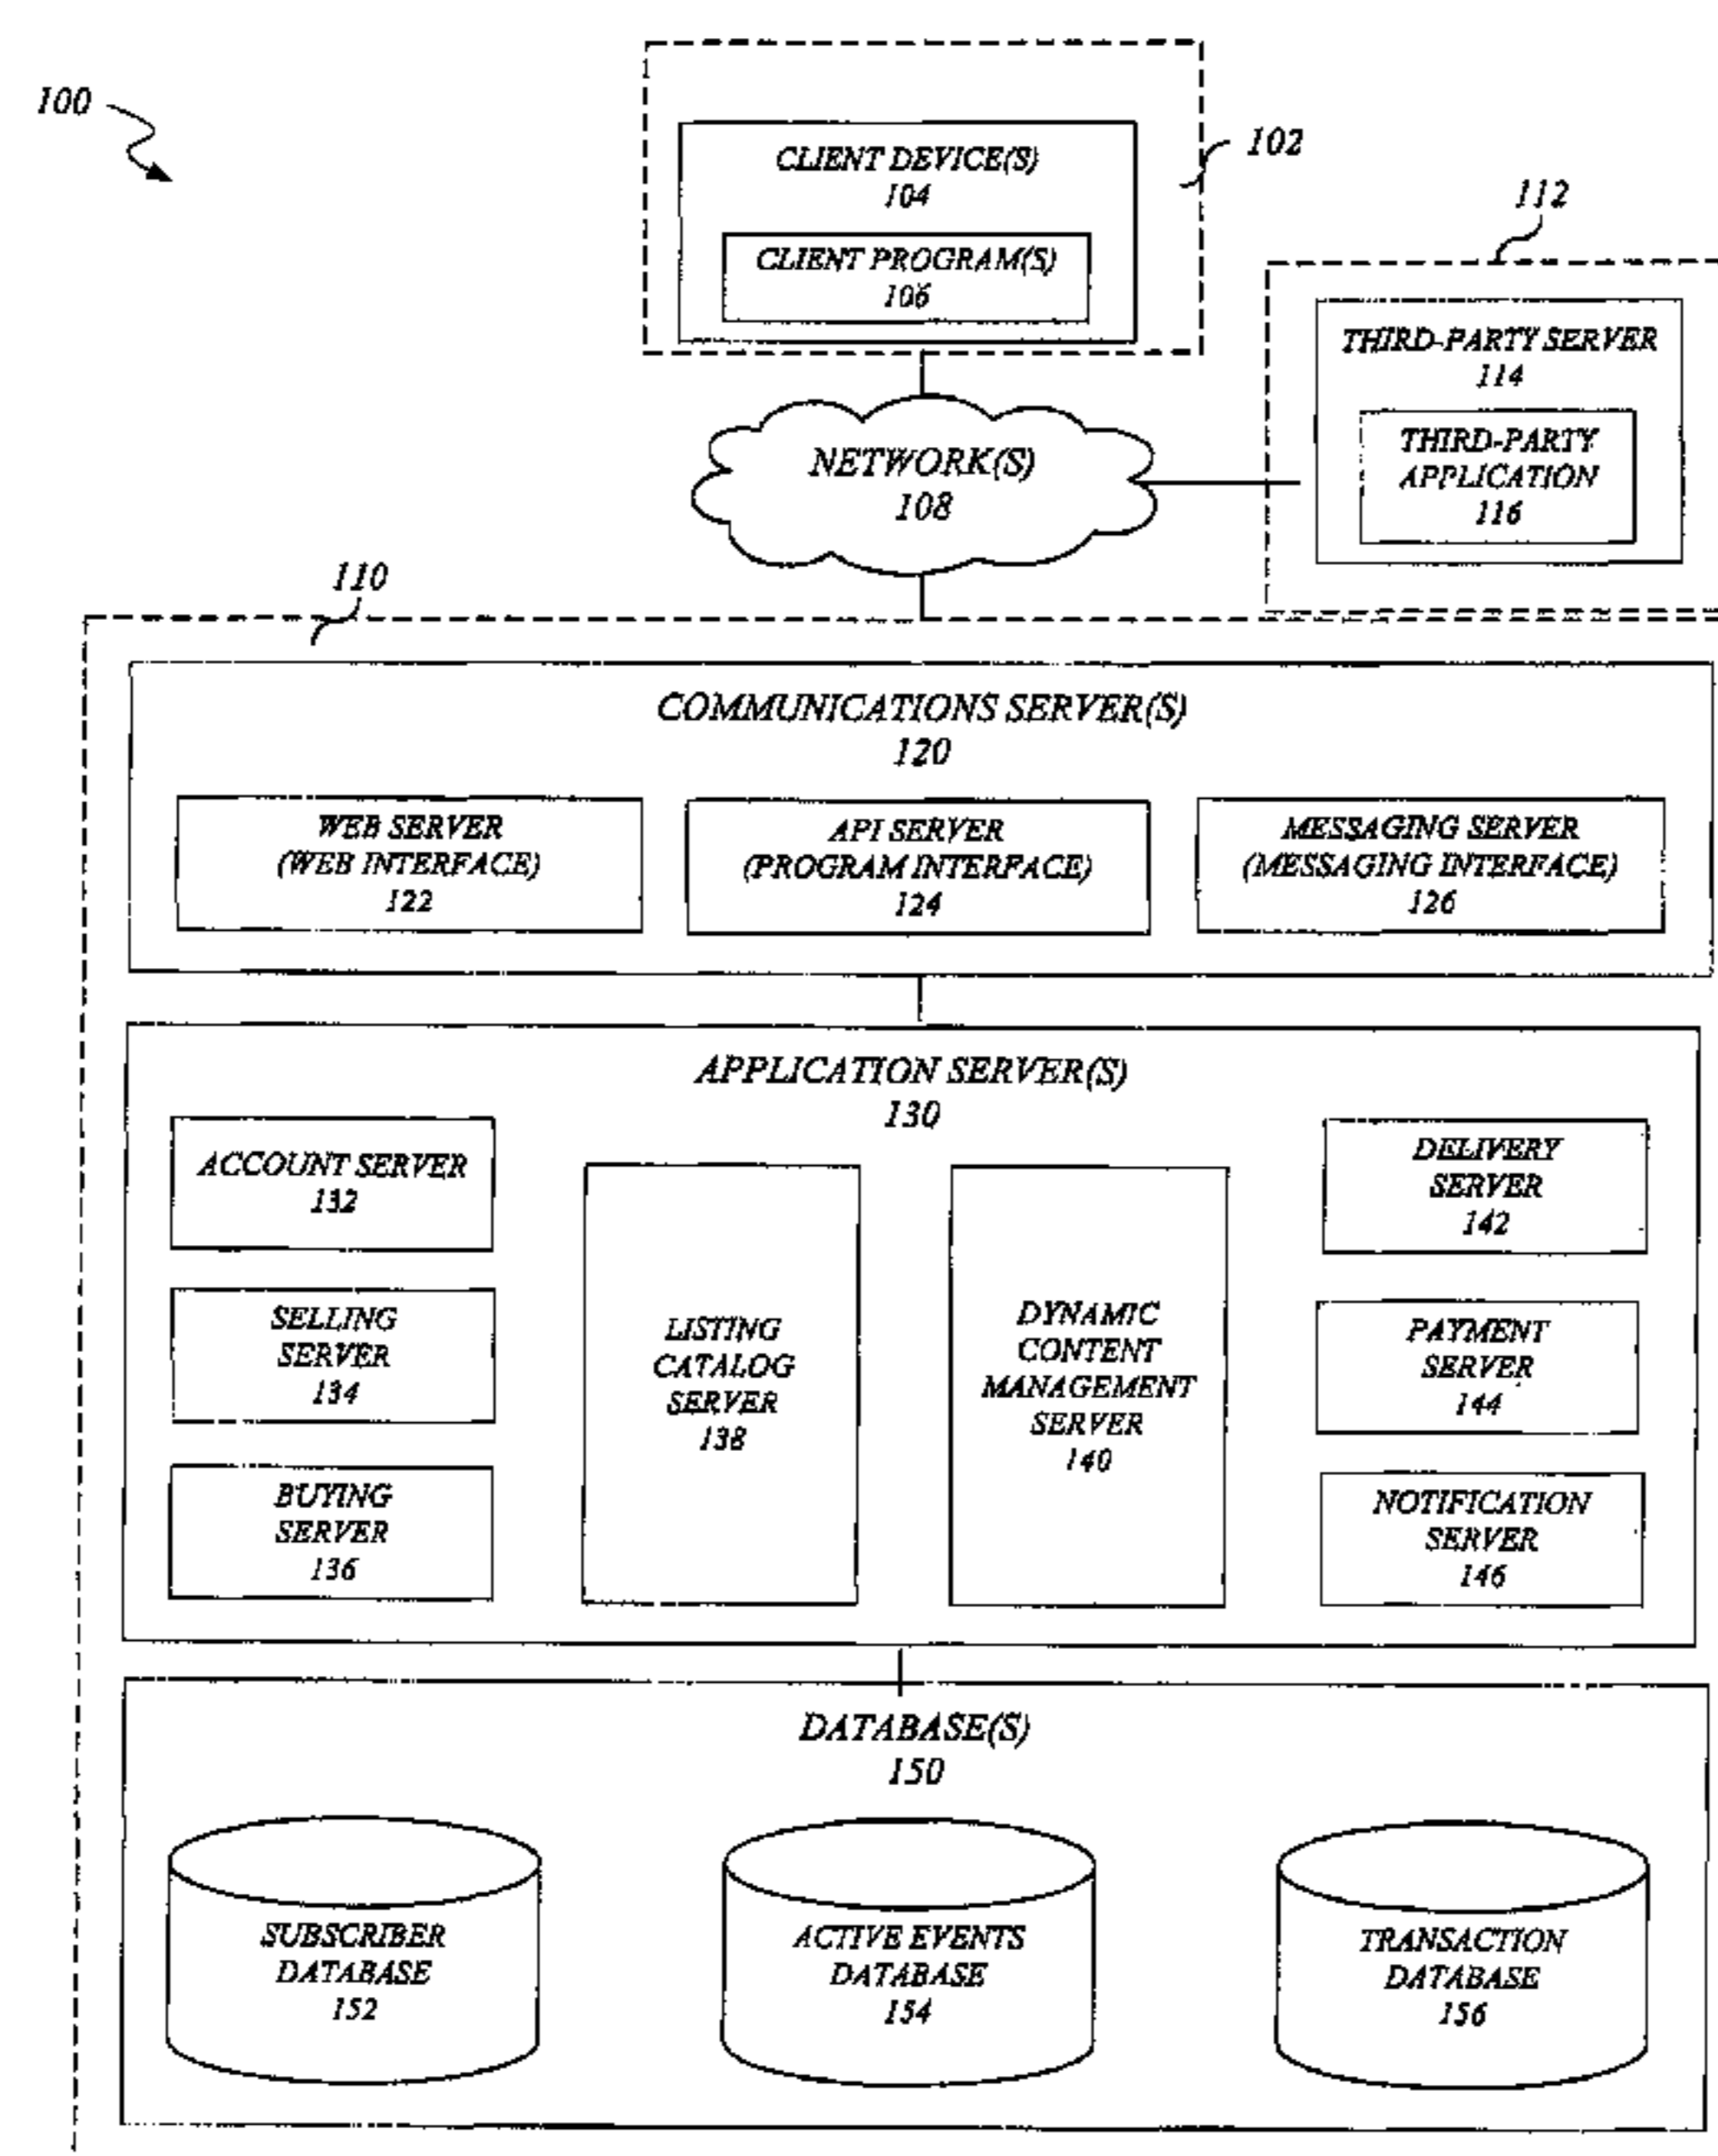 100
102
CLIENT DEVICE(S)
104
CLIENT PROGRAM(S)
106
112
THIRD-PARTY SERVER
114
THIRD-PARTY
APPLICATION
116
NETWORK(S)
108
110
COMMUNICATIONS SERVER(S)
120
WEB SERVER
(WEB INTERFACE)
122
API SERVER
(PROGRAM INTERFACE)
124
MESSAGING SERVER
(MESSAGING INTERFACE)
126
APPLICATION SERVER(S)
130
ACCOUNT SERVER
132
SELLING
SERVER
134
BUYING
SERVER
136
LISTING
CATALOG
SERVER
138
DYNAMIC
CONTENT
MANAGEMENT
SERVER
140
DELIVERY
SERVER
142
PAYMENT
SERVER
144
NOTIFICATION
SERVER
146
DATABASE(S)
150
SUBSCRIBER
DATABASE
152
ACTIVE EVENTS
DATABASE
154
TRANSACTION
DATABASE
156